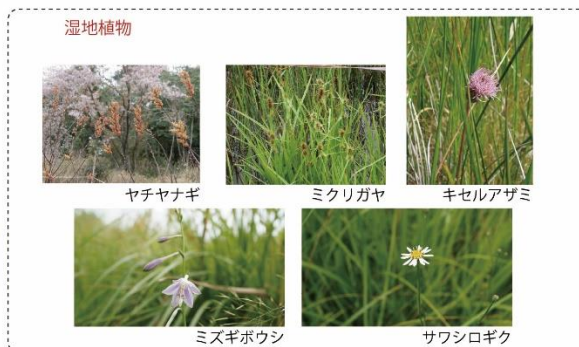 湿地植物
ヤチヤナギ
ミクリガヤ
キセルアザミ
ミズギボウシ
サワシロギク